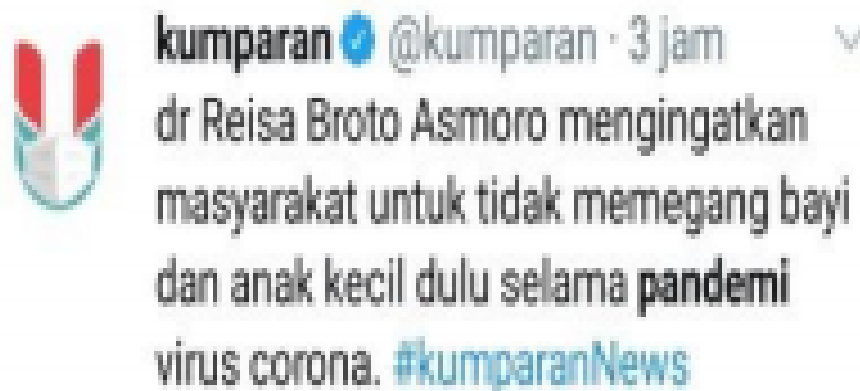 kumparan @kumparan · 3 jam
dr Reisa Broto Asmoro mengingatkan
masyarakat untuk tidak memegang bayi
dan anak kecil dulu selama pandemi
virus corona. #kumparanNews